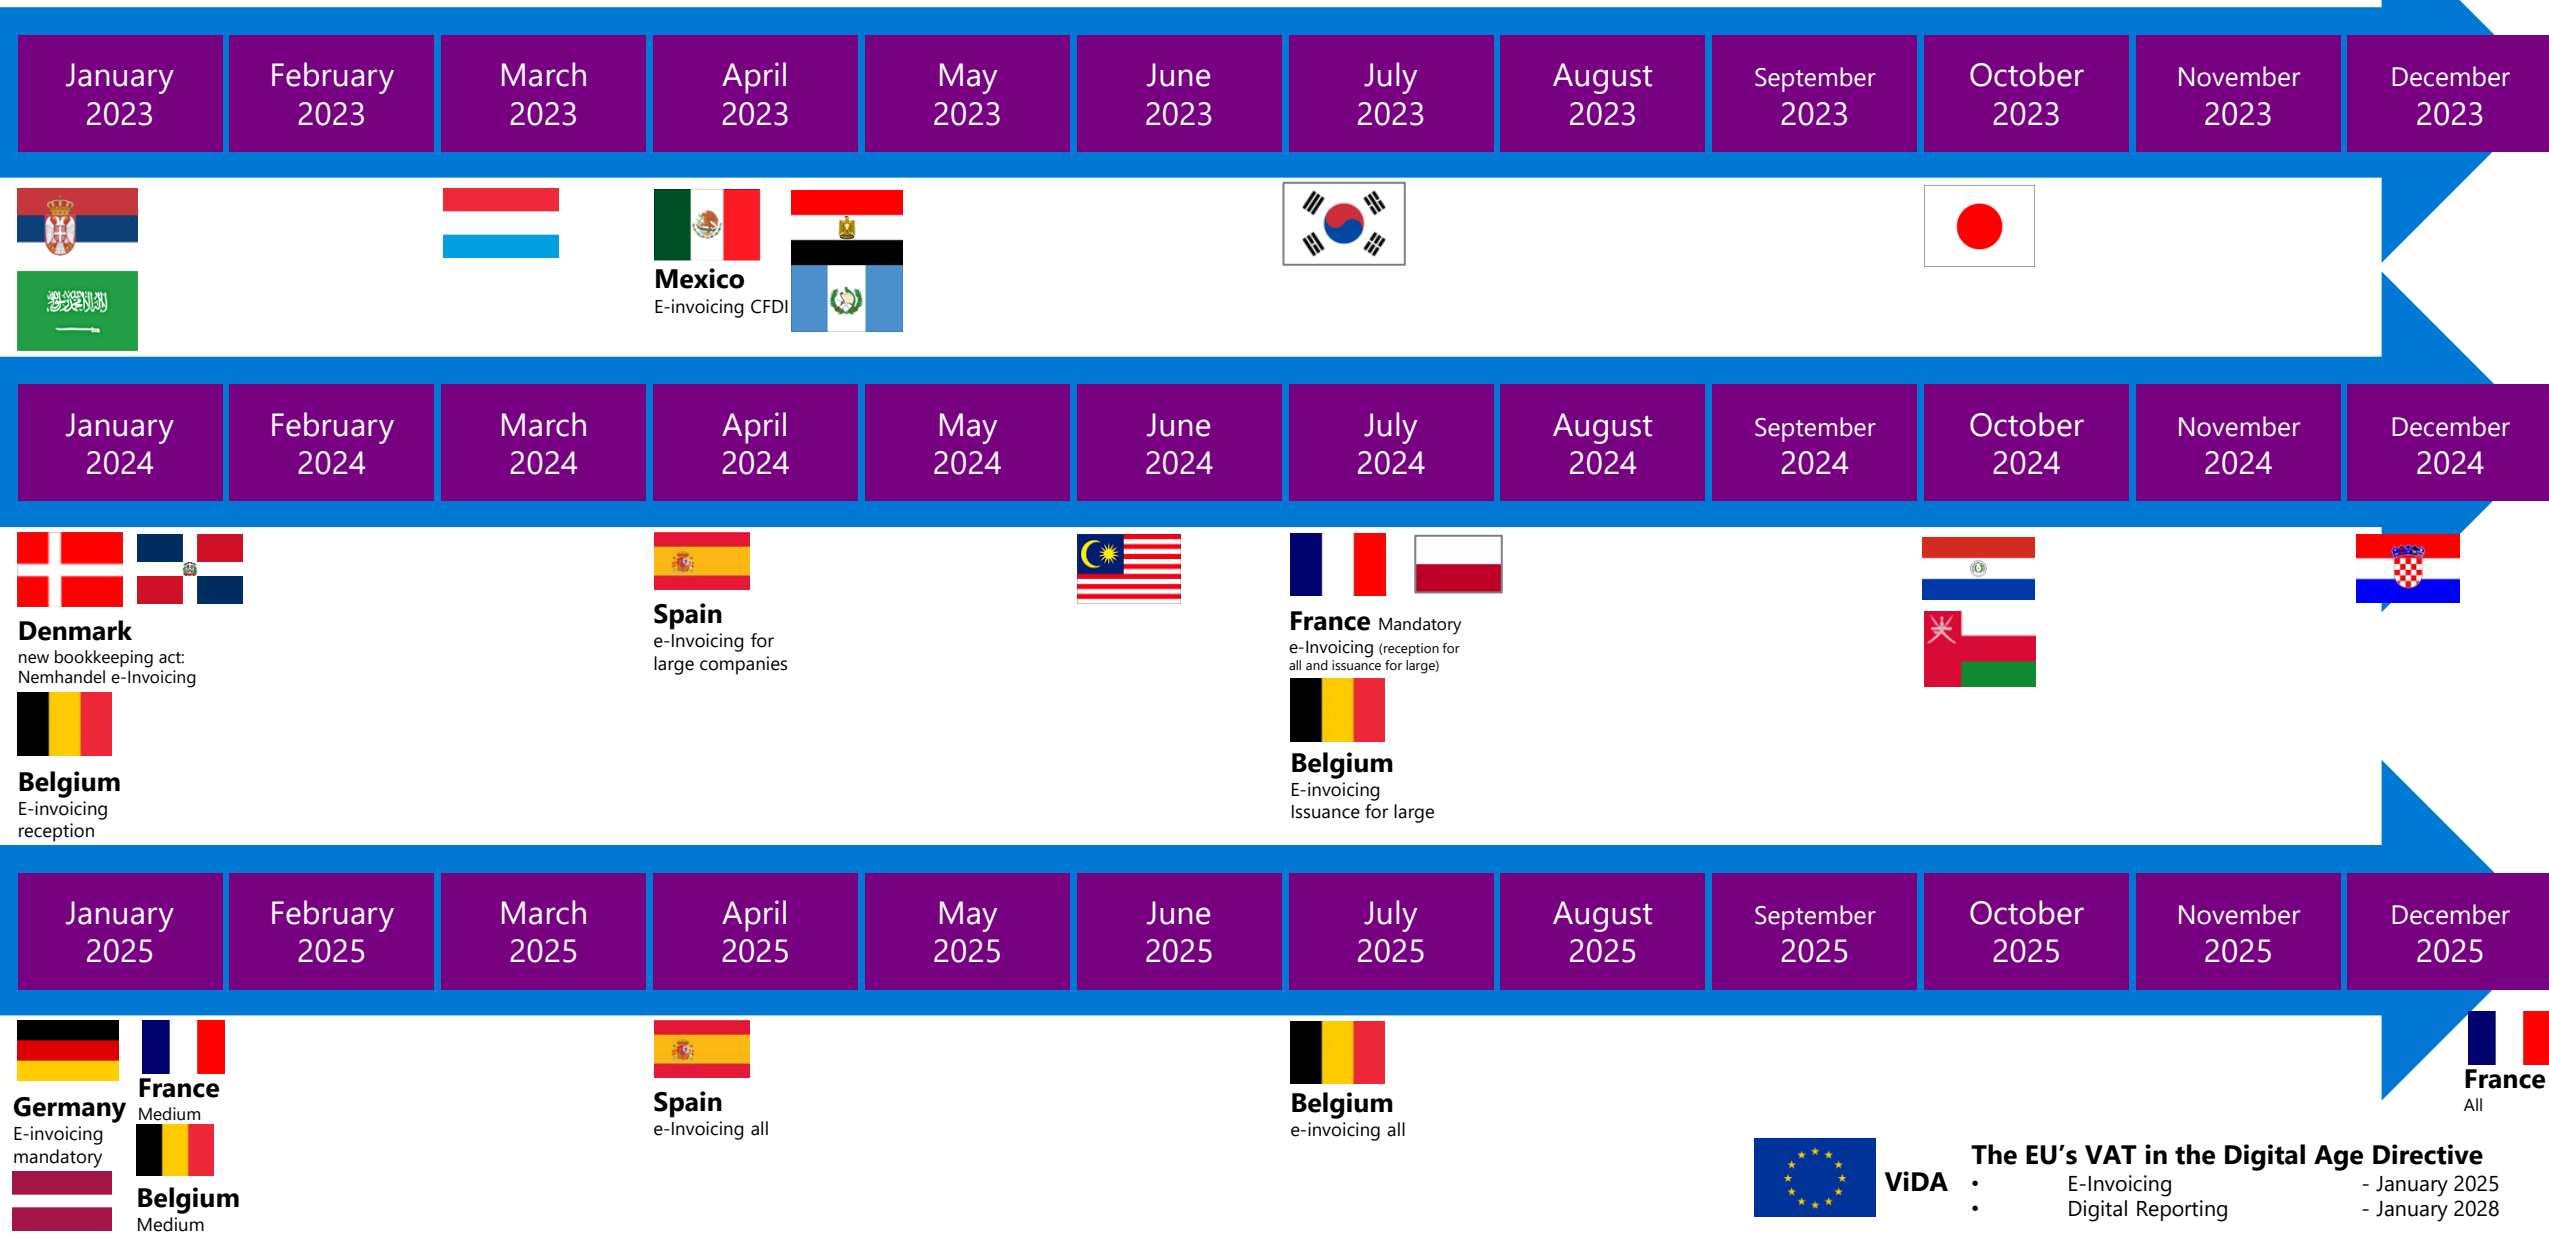 January
2023
February
2023
March
2023
April
2023
May
2023
June
2023
July
2023
August
2023
September
2023
October
2023
November
2023
December
2023
Mexico
E-invoicing CFDI
January
2024
February
2024
March
2024
April
2024
May
2024
June
2024
July
2024
August
2024
September
2024
October
2024
November
2024
December
2024
Denmark
new bookkeeping act:
Nemhandel e-Invoicing
Belgium
E-invoicing
reception
Spain
e-Invoicing for
large companies
France Mandatory
e-Invoicing (reception for
all and issuance for large)
Belgium
E-invoicing
Issuance for large
January
2025
February
2025
March
2025
April
2025
May
2025
June
2025
July
2025
August
2025
September
2025
October
2025
November
2025
December
2025
Germany
E-invoicing
mandatory
France
Medium
Belgium
Medium
Spain
e-Invoicing all
Belgium
e-invoicing all
France
All
ViDA
The EU's VAT in the Digital Age Directive
• E-Invoicing - January 2025
• Digital Reporting - January 2028